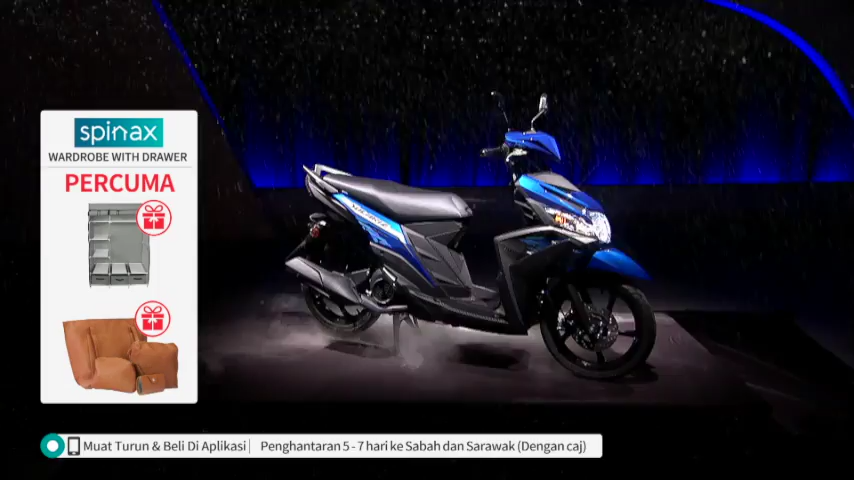 spinax
WARDROBE WITH DRAWER
PERCUMA
Muat Turun & Beli Di Aplikasi | Penghantaran 5 - 7 hari ke Sabah dan Sarawak (Dengan caj)